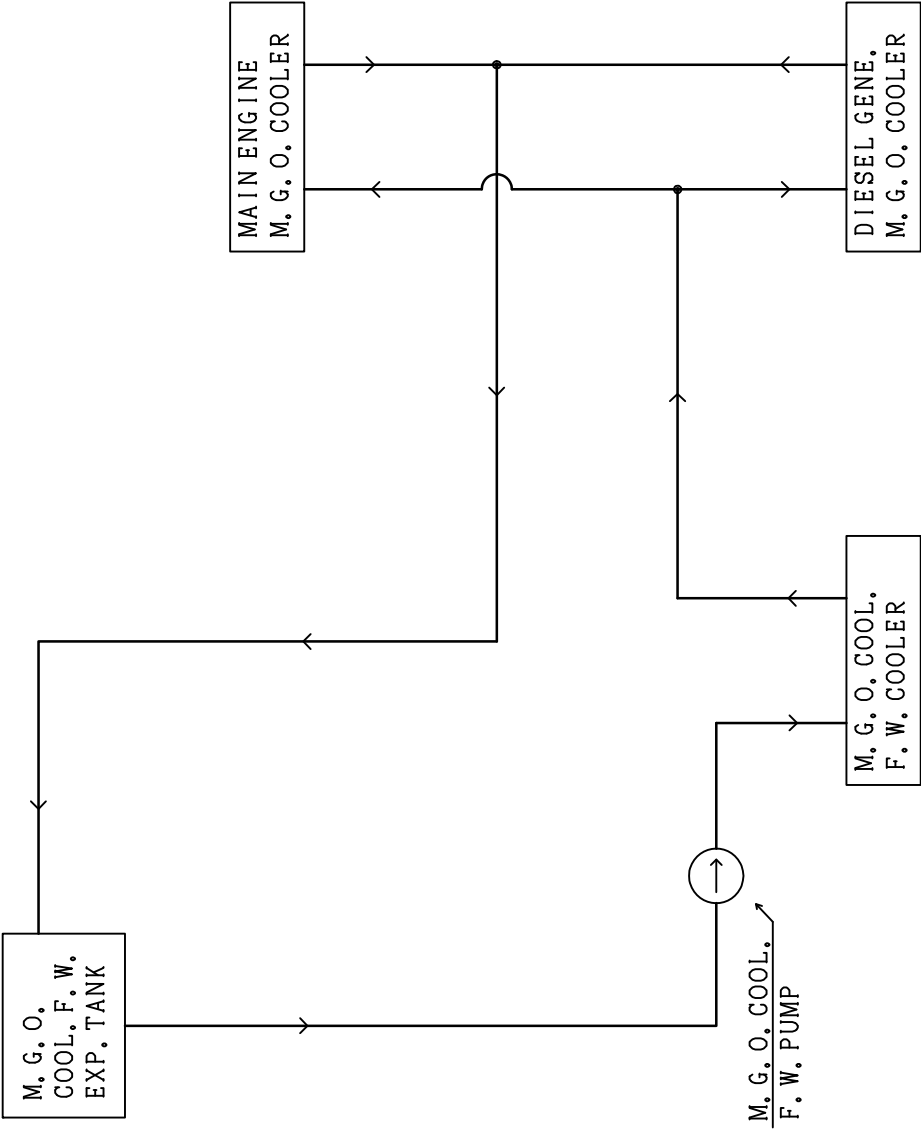 M. G. O.
COOL. F. W.
EXP. TANK
MAIN ENGINE
M. G. O. COOLER
M. G. O. COOL.
F. W. PUMP
M. G. O. COOL.
F. W. COOLER
DIESEL GENE.
M. G. O. COOLER